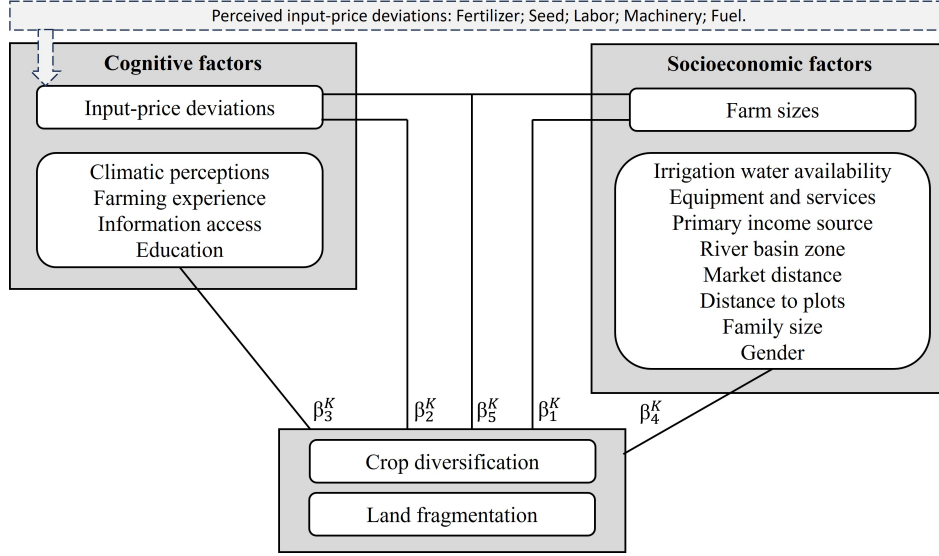 Perceived input-price deviations: Fertilizer; Seed; Labor; Machinery; Fuel.
Cognitive factors
Input-price deviations
Climatic perceptions
Farming experience
Information access
Education
Socioeconomic factors
Farm sizes
Irrigation water availability
Equipment and services
Primary income source
River basin zone
Market distance
Distance to plots
Family size
Gender
β₃ᴷ
β₂ᴷ
β₅ᴷ
β₁ᴷ
β₄ᴷ
Crop diversification
Land fragmentation